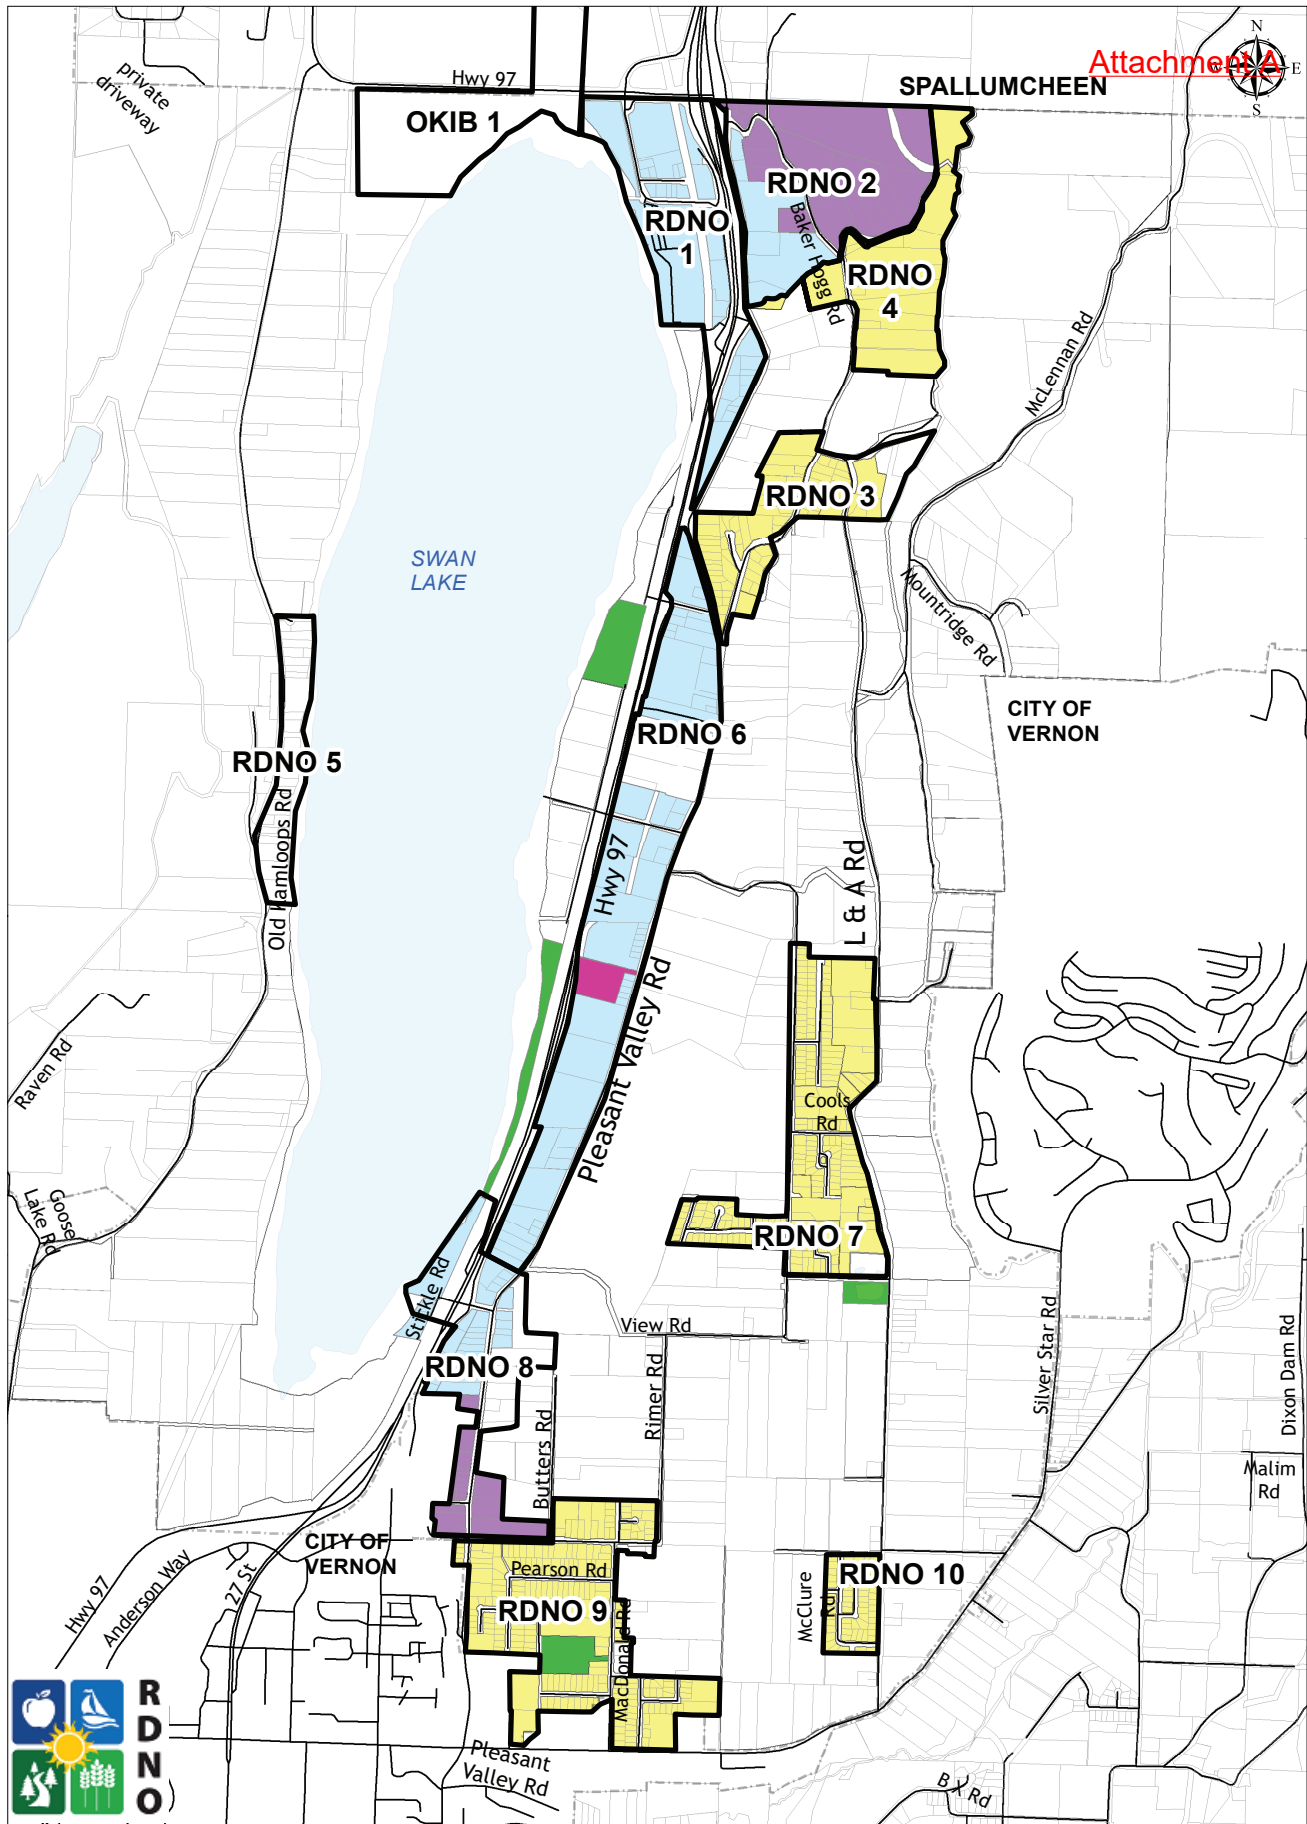 Attachment A
N
W
E
S
Hwy 97
SPALLUMCHEEN
private
driveway
OKIB 1
RDNO 2
RDNO
1
Baker Hogg Rd
RDNO
4
McLennan Rd
RDNO 3
SWAN
LAKE
Mountridge Rd
CITY OF
VERNON
RDNO 6
RDNO 5
Old Kamloops Rd
Hwy 97
L & A Rd
Pleasant Valley Rd
Raven Rd
Cools
Rd
Goose
Lake Rd
RDNO 7
Stickle Rd
View Rd
Silver Star Rd
Dixon Dam Rd
RDNO 8
Rimer Rd
Butters Rd
Malim
Rd
CITY OF
VERNON
Hwy 97
Anderson Way
27 St
Pearson Rd
RDNO 9
MacDonald Rd
RDNO 10
McClure
Rd
R
D
N
O
Pleasant
Valley Rd
B X Rd